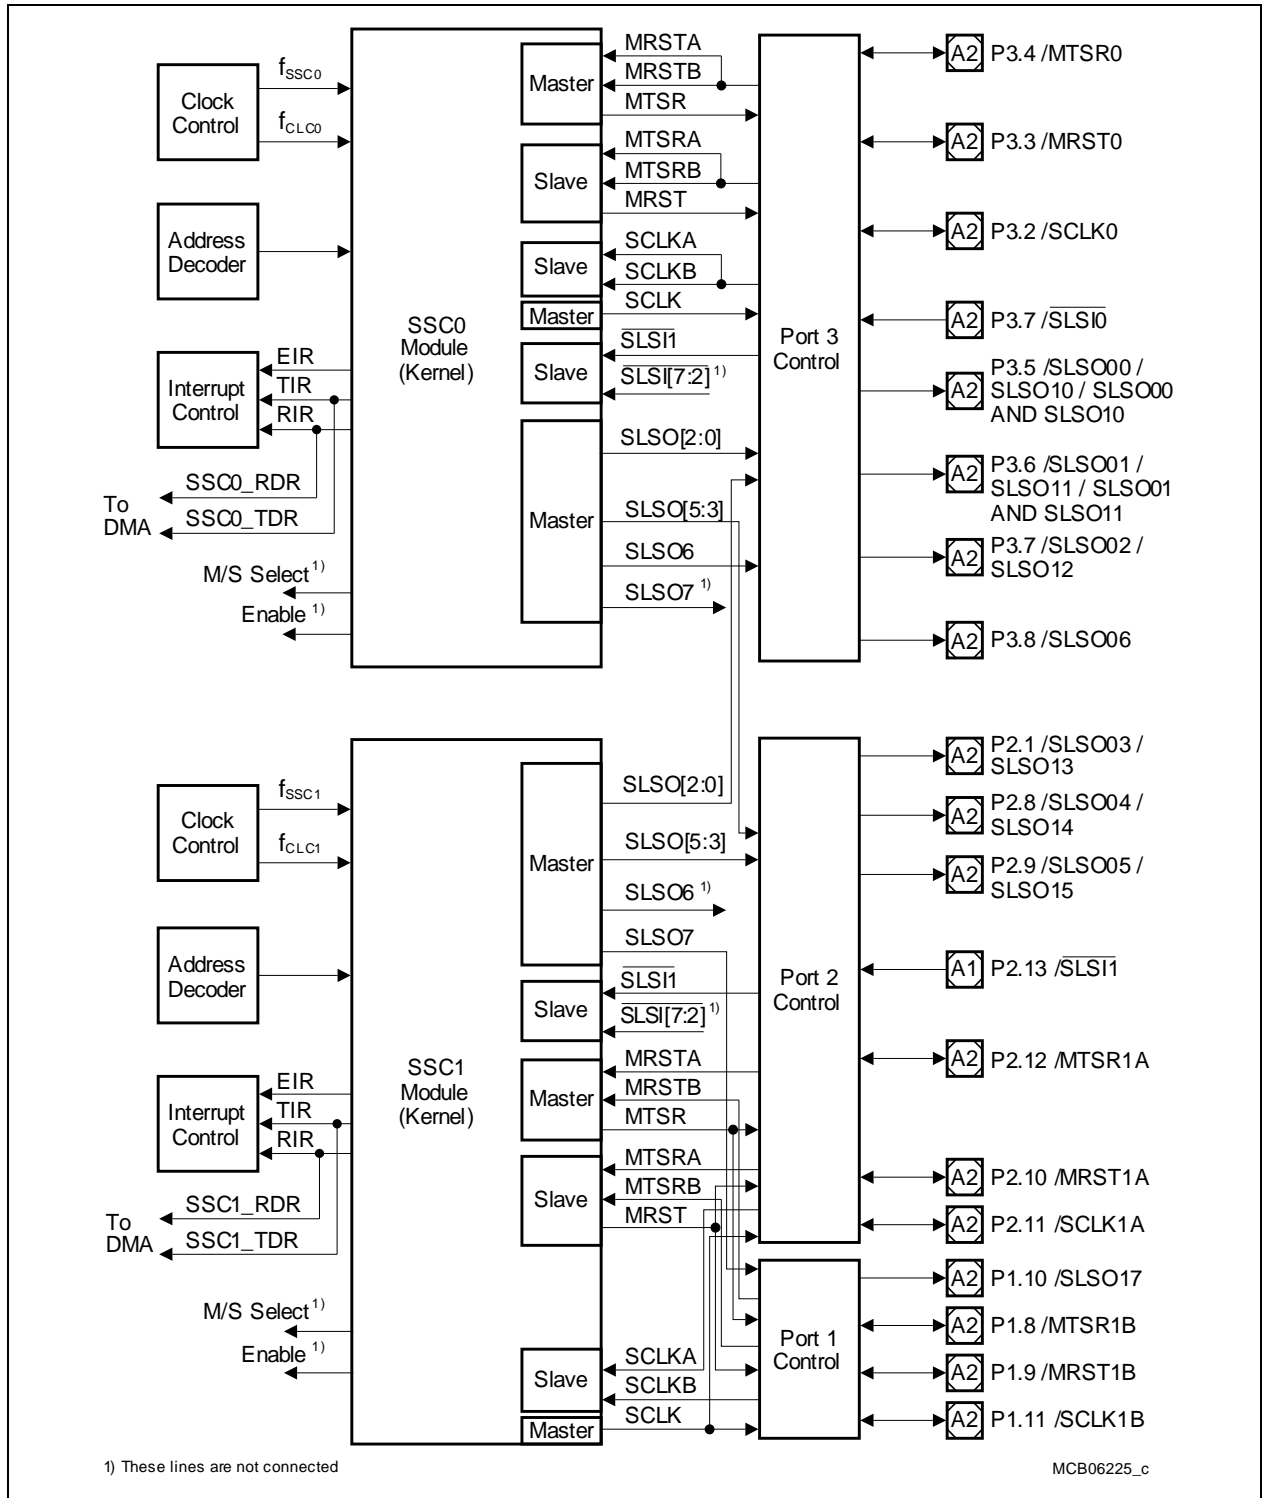 MRSTA
MRSTB
MTSR
MTSRA
MTSRB
MRST
SCLKA
SCLKB
SCLK
SLSI1
SLSI[7:2] 1)
SLSO[2:0]
SLSO[5:3]
SLSO6
SLSO7 1)
Clock
Control
fSSC0
fCLC0
Address
Decoder
Interrupt
Control
EIR
TIR
RIR
SSC0_RDR
SSC0_TDR
To
DMA
M/S Select 1)
Enable 1)
SSC0
Module
(Kernel)
Master
Slave
Slave
Master
Slave
Master
Port 3
Control
A2 P3.4 /MTSR0
A2 P3.3 /MRST0
A2 P3.2 /SCLK0
A2 P3.7 /SLSI0
A2 P3.5 /SLSO00 /
SLSO10 / SLSO00
AND SLSO10
A2 P3.6 /SLSO01 /
SLSO11 / SLSO01
AND SLSO11
A2 P3.7 /SLSO02 /
SLSO12
A2 P3.8 /SLSO06
Clock
Control
fSSC1
fCLC1
Address
Decoder
Interrupt
Control
EIR
TIR
RIR
SSC1_RDR
SSC1_TDR
To
DMA
M/S Select 1)
Enable 1)
SSC1
Module
(Kernel)
Master
Slave
Master
Slave
Slave
Master
SLSO[2:0]
SLSO[5:3]
SLSO6 1)
SLSO7
SLSI1
SLSI[7:2] 1)
MRSTA
MRSTB
MTSR
MTSRA
MTSRB
MRST
SCLKA
SCLKB
SCLK
Port 2
Control
Port 1
Control
A2 P2.1 /SLSO03 /
SLSO13
A2 P2.8 /SLSO04 /
SLSO14
A2 P2.9 /SLSO05 /
SLSO15
A1 P2.13 /SLSI1
A2 P2.12 /MTSR1A
A2 P2.10 /MRST1A
A2 P2.11 /SCLK1A
A2 P1.10 /SLSO17
A2 P1.8 /MTSR1B
A2 P1.9 /MRST1B
A2 P1.11 /SCLK1B
1) These lines are not connected
MCB06225_c